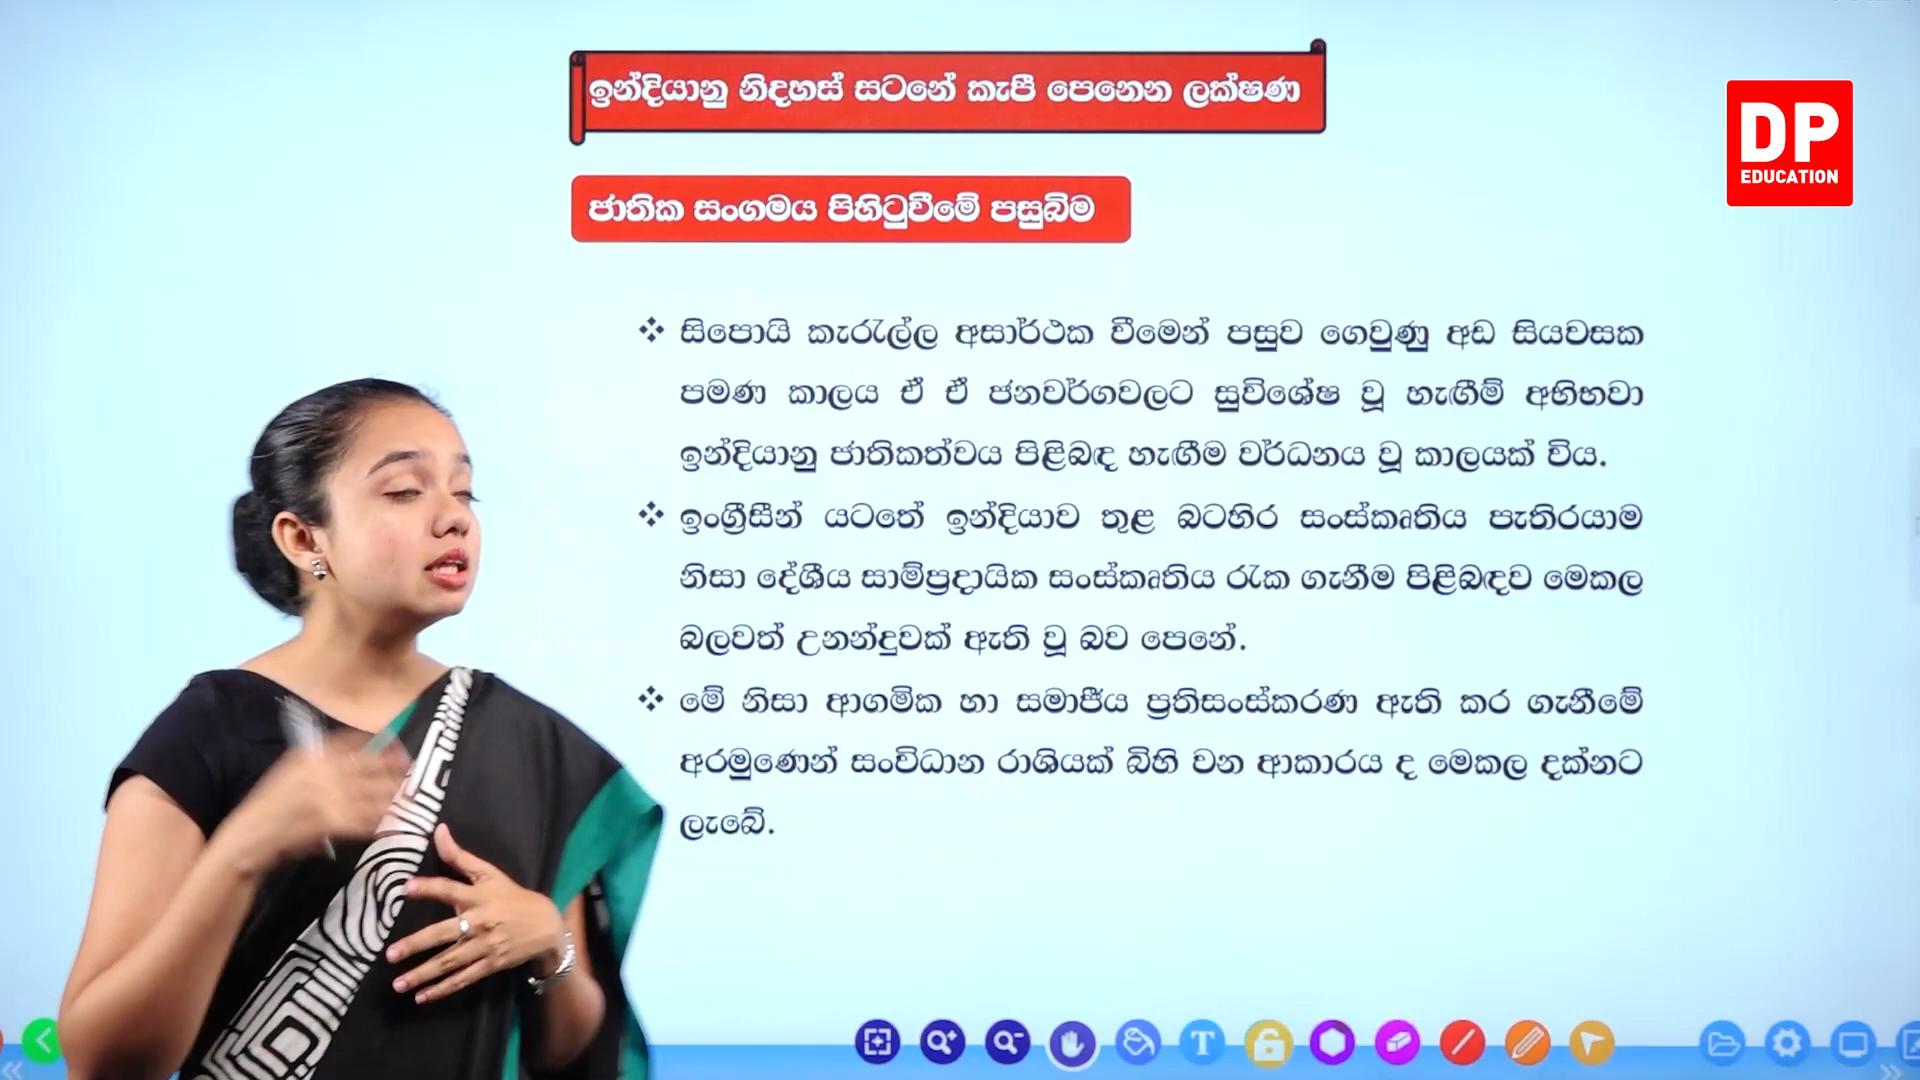 ඉන්දියානු නිදහස් සටනේ කැපී පෙනෙන ලක්ෂණ
DP
EDUCATION
ජාතික සංගමය පිහිටුවීමේ පසුබිම
❖ සිපොයි කැරැල්ල අසාර්ථක වීමෙන් පසුව ගෙවුණු අඩ සියවසක
පමණ කාලය ඒ ඒ ජනවර්ගවලට සුවිශේෂ වූ හැඟීම් අභිභවා
ඉන්දියානු ජාතිකත්වය පිළිබඳ හැඟීම වර්ධනය වූ කාලයක් විය.
❖ ඉංග්‍රීසීන් යටතේ ඉන්දියාව තුළ බටහිර සංස්කෘතිය පැතිරයාම
නිසා දේශීය සාම්ප්‍රදායික සංස්කෘතිය රැක ගැනීම පිළිබඳව මෙකල
බලවත් උනන්දුවක් ඇති වූ බව පෙනේ.
❖ මේ නිසා ආගමික හා සමාජීය ප්‍රතිසංස්කරණ ඇති කර ගැනීමේ
අරමුණෙන් සංවිධාන රාශියක් බිහි වන ආකාරය ද මෙකල දක්නට
ලැබේ.